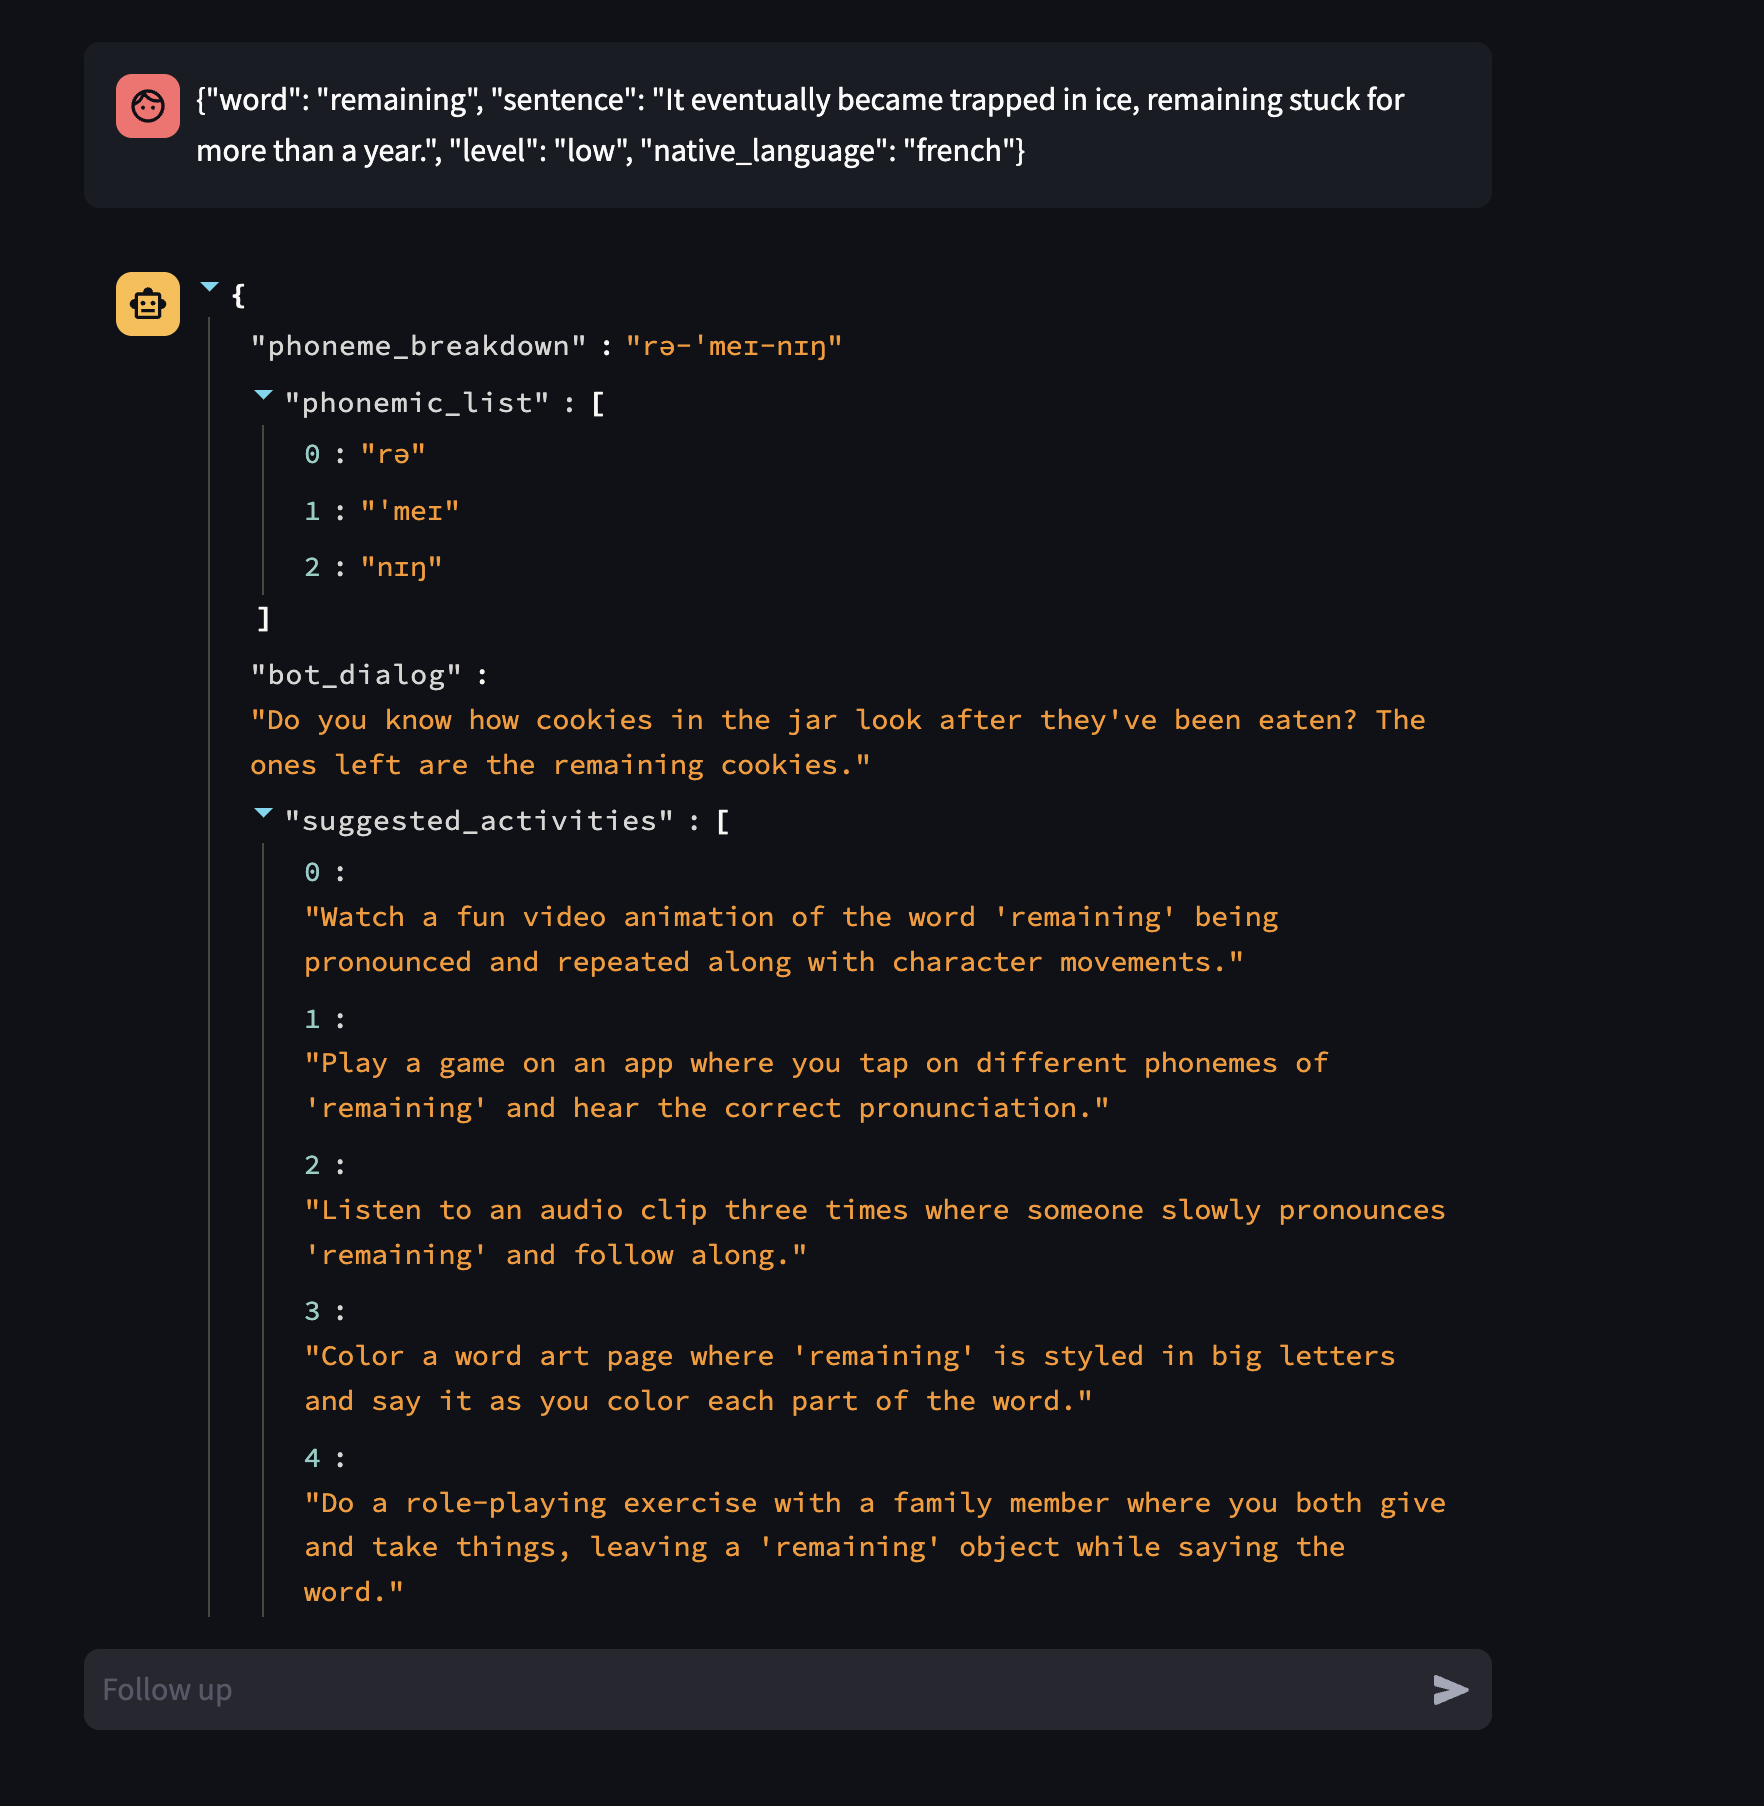 {"word": "remaining", "sentence": "It eventually became trapped in ice, remaining stuck for
more than a year.", "level": "low", "native_language": "french"}
{
"phoneme_breakdown" : "rə-ˈmeɪ-nɪŋ"
"phonemic_list" : [
0 : "rə"
1 : "ˈmeɪ"
2 : "nɪŋ"
]
"bot_dialog" :
"Do you know how cookies in the jar look after they've been eaten? The
ones left are the remaining cookies."
"suggested_activities" : [
0 :
"Watch a fun video animation of the word 'remaining' being
pronounced and repeated along with character movements."
1 :
"Play a game on an app where you tap on different phonemes of
'remaining' and hear the correct pronunciation."
2 :
"Listen to an audio clip three times where someone slowly pronounces
'remaining' and follow along."
3 :
"Color a word art page where 'remaining' is styled in big letters
and say it as you color each part of the word."
4 :
"Do a role-playing exercise with a family member where you both give
and take things, leaving a 'remaining' object while saying the
word."
Follow up